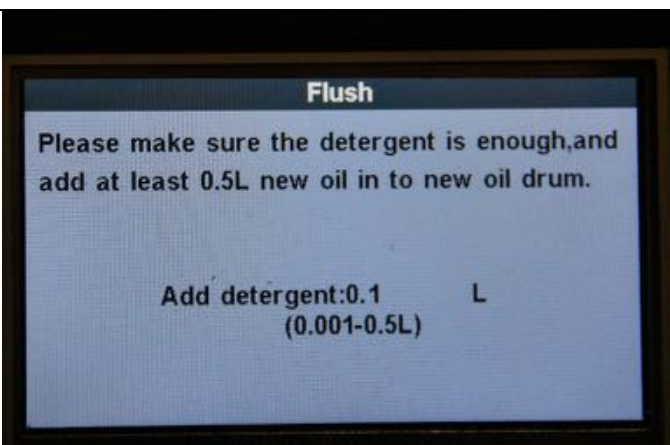 Flush
Please make sure the detergent is enough,and
add at least 0.5L new oil in to new oil drum.
Add detergent:0.1 L
(0.001-0.5L)